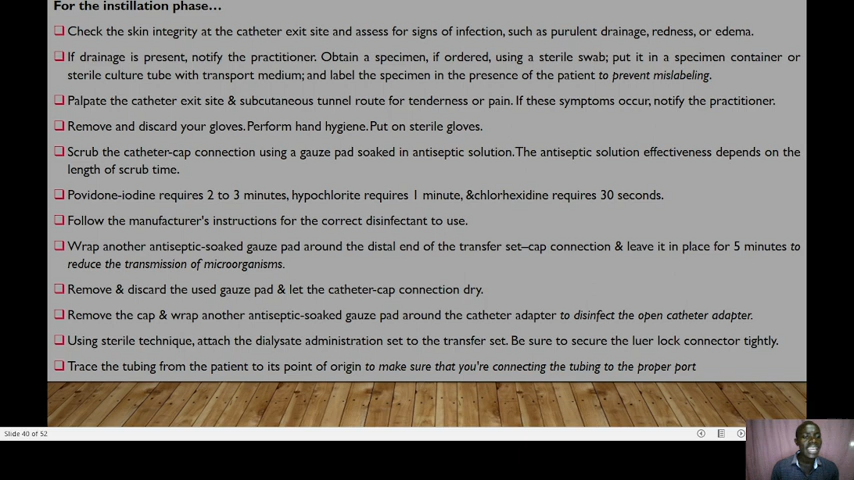 For the instillation phase…
Check the skin integrity at the catheter exit site and assess for signs of infection, such as purulent drainage, redness, or edema.
If drainage is present, notify the practitioner. Obtain a specimen, if ordered, using a sterile swab; put it in a specimen container or
sterile culture tube with transport medium; and label the specimen in the presence of the patient to prevent mislabeling.
Palpate the catheter exit site & subcutaneous tunnel route for tenderness or pain. If these symptoms occur, notify the practitioner.
Remove and discard your gloves. Perform hand hygiene. Put on sterile gloves.
Scrub the catheter-cap connection using a gauze pad soaked in antiseptic solution. The antiseptic solution effectiveness depends on the
length of scrub time.
Povidone-iodine requires 2 to 3 minutes, hypochlorite requires 1 minute, &chlorhexidine requires 30 seconds.
Follow the manufacturer's instructions for the correct disinfectant to use.
Wrap another antiseptic-soaked gauze pad around the distal end of the transfer set–cap connection & leave it in place for 5 minutes to
reduce the transmission of microorganisms.
Remove & discard the used gauze pad & let the catheter-cap connection dry.
Remove the cap & wrap another antiseptic-soaked gauze pad around the catheter adapter to disinfect the open catheter adapter.
Using sterile technique, attach the dialysate administration set to the transfer set. Be sure to secure the luer lock connector tightly.
Trace the tubing from the patient to its point of origin to make sure that you're connecting the tubing to the proper port
Slide 40 of 52